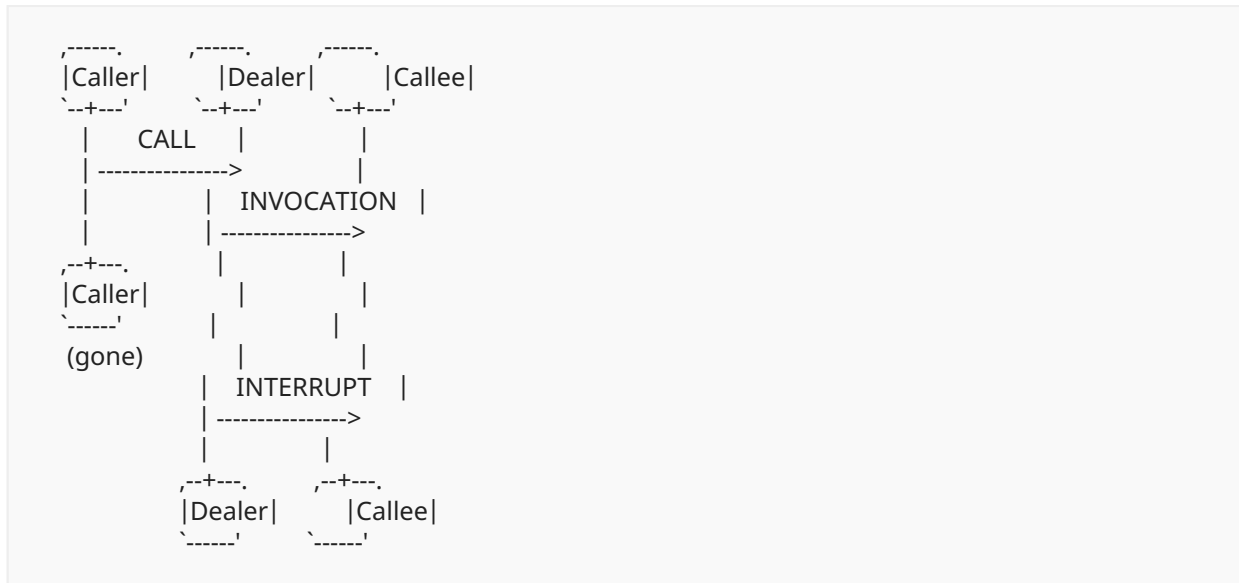 ,------.      ,------.      ,------.
|Caller|      |Dealer|      |Callee|
`--+---'      `--+---'      `--+---'
|      CALL      |      |
| ---------------->      |
|      |   INVOCATION   |
|      | ---------------->
,--+---.      |      |
|Caller|      |      |
`------'      |      |
(gone)      |      |
|   INTERRUPT   |
| ---------------->
|      |
,--+---.      ,--+---.
|Dealer|      |Callee|
`------'      `------'